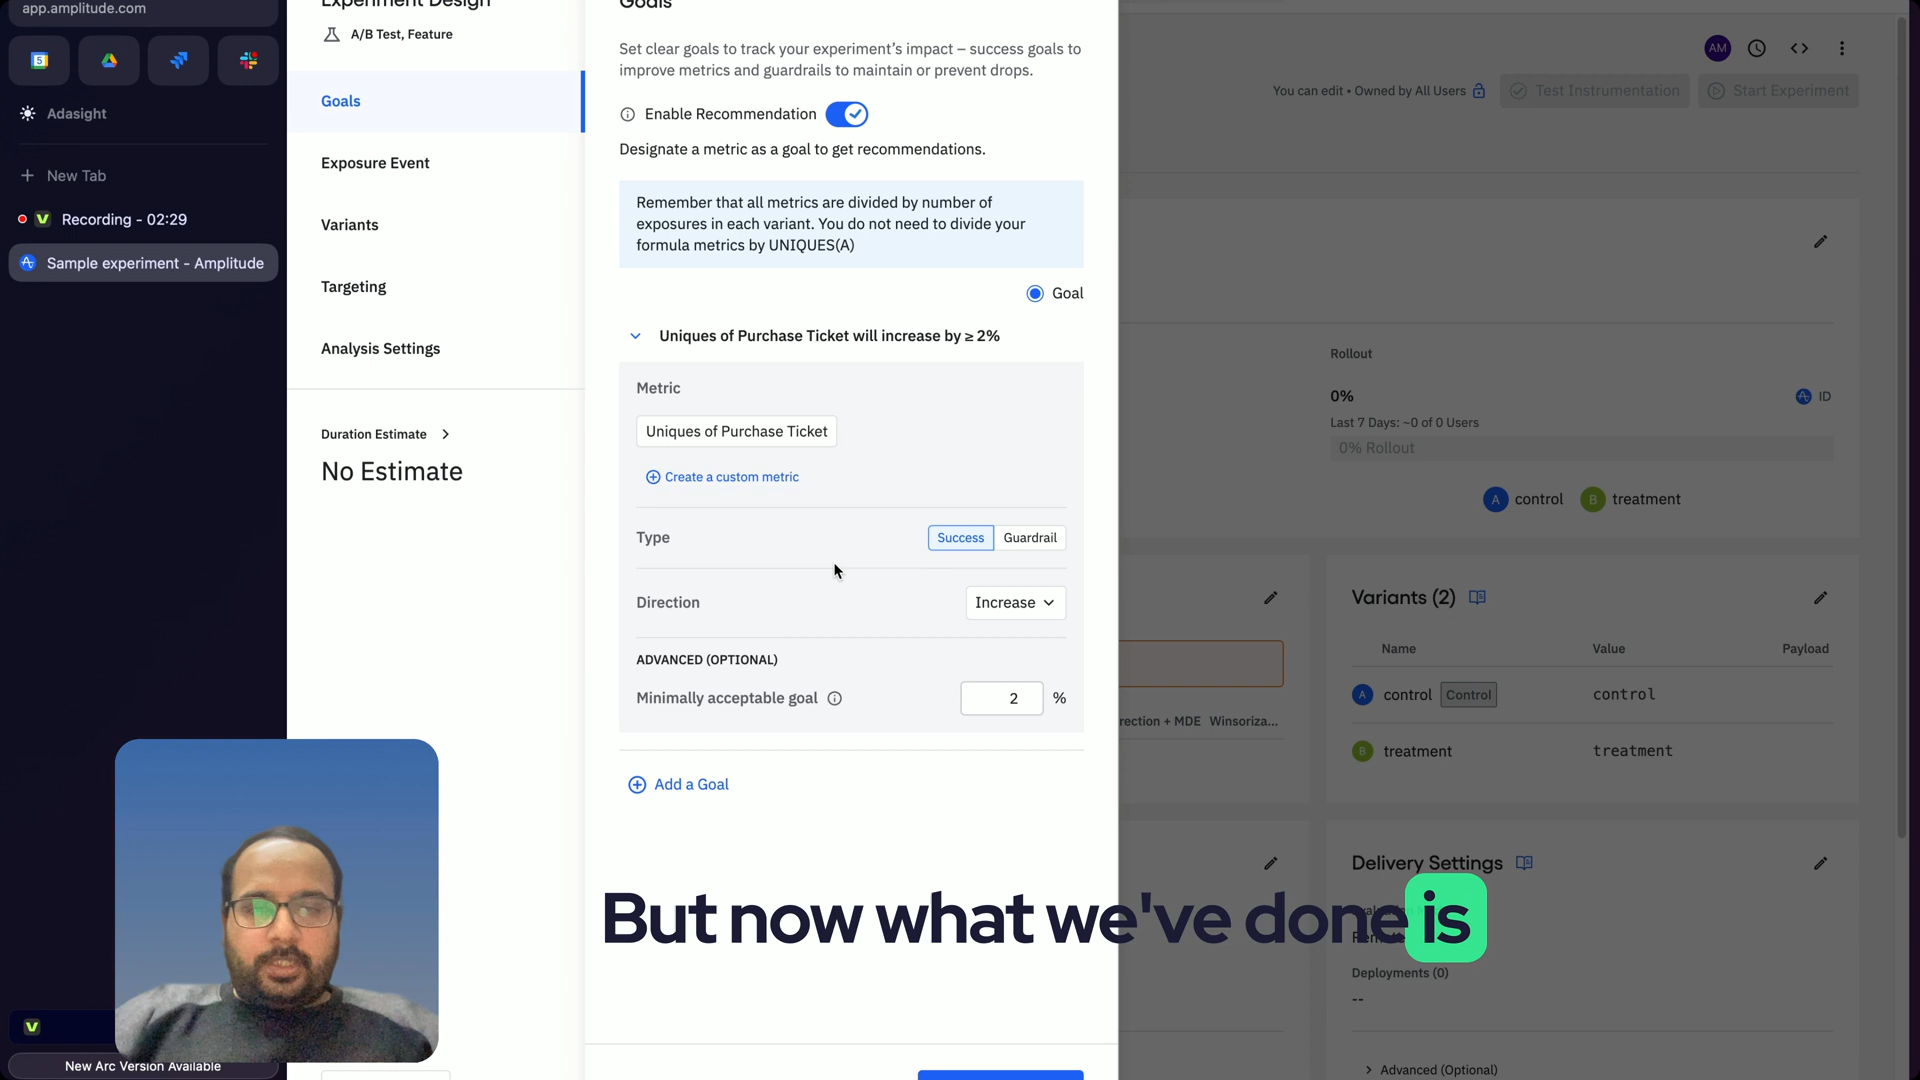 app.amplitude.com
5
Adasight
New Tab
Recording - 02:29
Sample experiment - Amplitude
New Arc Version Available
Experiment Design
A/B Test, Feature
Goals
Exposure Event
Variants
Targeting
Analysis Settings
Duration Estimate
No Estimate
Goals
Set clear goals to track your experiment's impact – success goals to
improve metrics and guardrails to maintain or prevent drops.
Enable Recommendation
Designate a metric as a goal to get recommendations.
Remember that all metrics are divided by number of
exposures in each variant. You do not need to divide your
formula metrics by UNIQUES(A)
Goal
Uniques of Purchase Ticket will increase by ≥ 2%
Metric
Uniques of Purchase Ticket
Create a custom metric
Type
Success
Guardrail
Direction
Increase
ADVANCED (OPTIONAL)
Minimally acceptable goal
2 %
Add a Goal
But now what we've done is
AM
You can edit • Owned by All Users
Test Instrumentation
Start Experiment
Rollout
0%
ID
Last 7 Days: ~0 of 0 Users
0% Rollout
A control
B treatment
rection + MDE Winsoriza...
Variants (2)
Name Value Payload
A control Control control
B treatment treatment
Delivery Settings
Deployments (0)
--
Advanced (Optional)